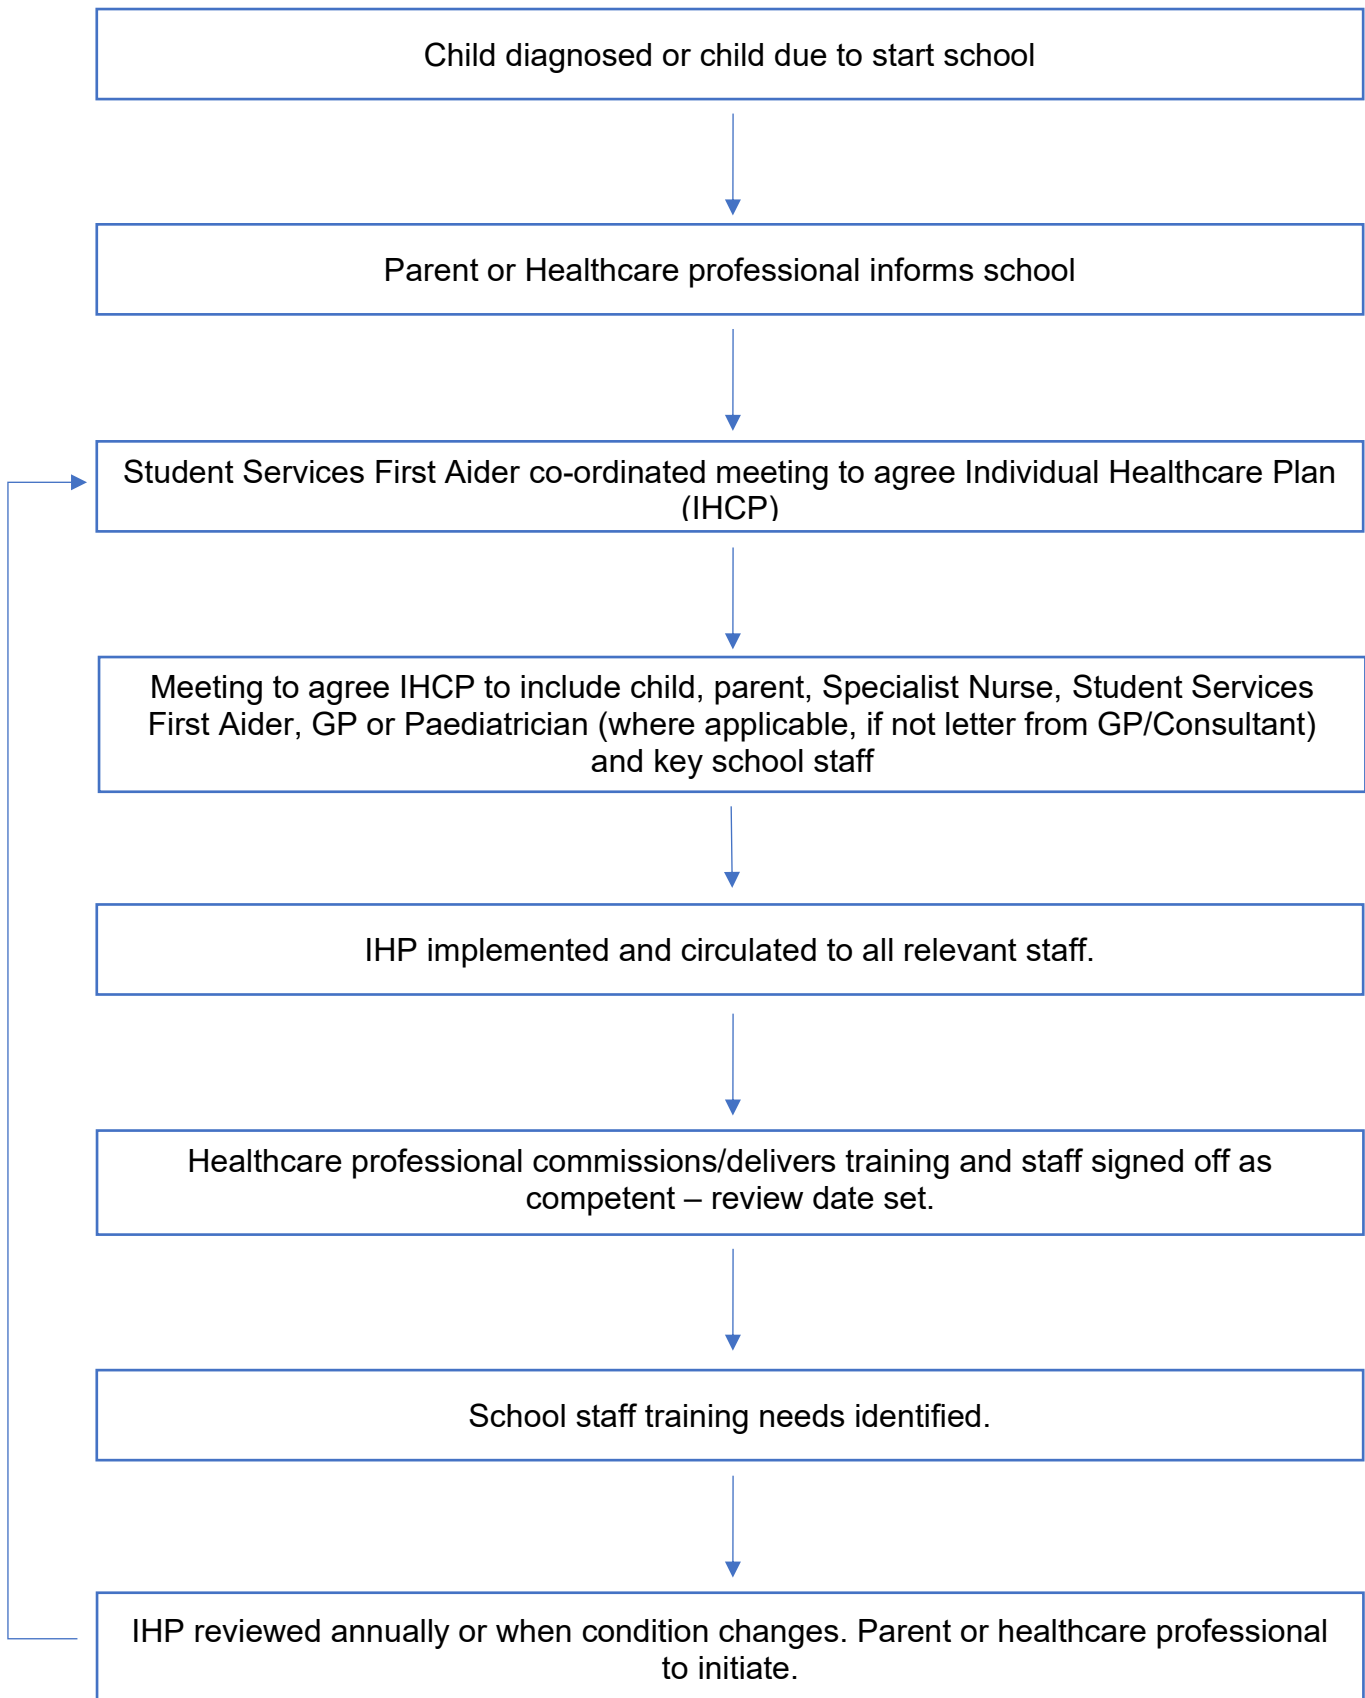 Child diagnosed or child due to start school
Parent or Healthcare professional informs school
Student Services First Aider co-ordinated meeting to agree Individual Healthcare Plan
(IHCP)
Meeting to agree IHCP to include child, parent, Specialist Nurse, Student Services
First Aider, GP or Paediatrician (where applicable, if not letter from GP/Consultant)
and key school staff
IHP implemented and circulated to all relevant staff.
Healthcare professional commissions/delivers training and staff signed off as
competent – review date set.
School staff training needs identified.
IHP reviewed annually or when condition changes. Parent or healthcare professional
to initiate.